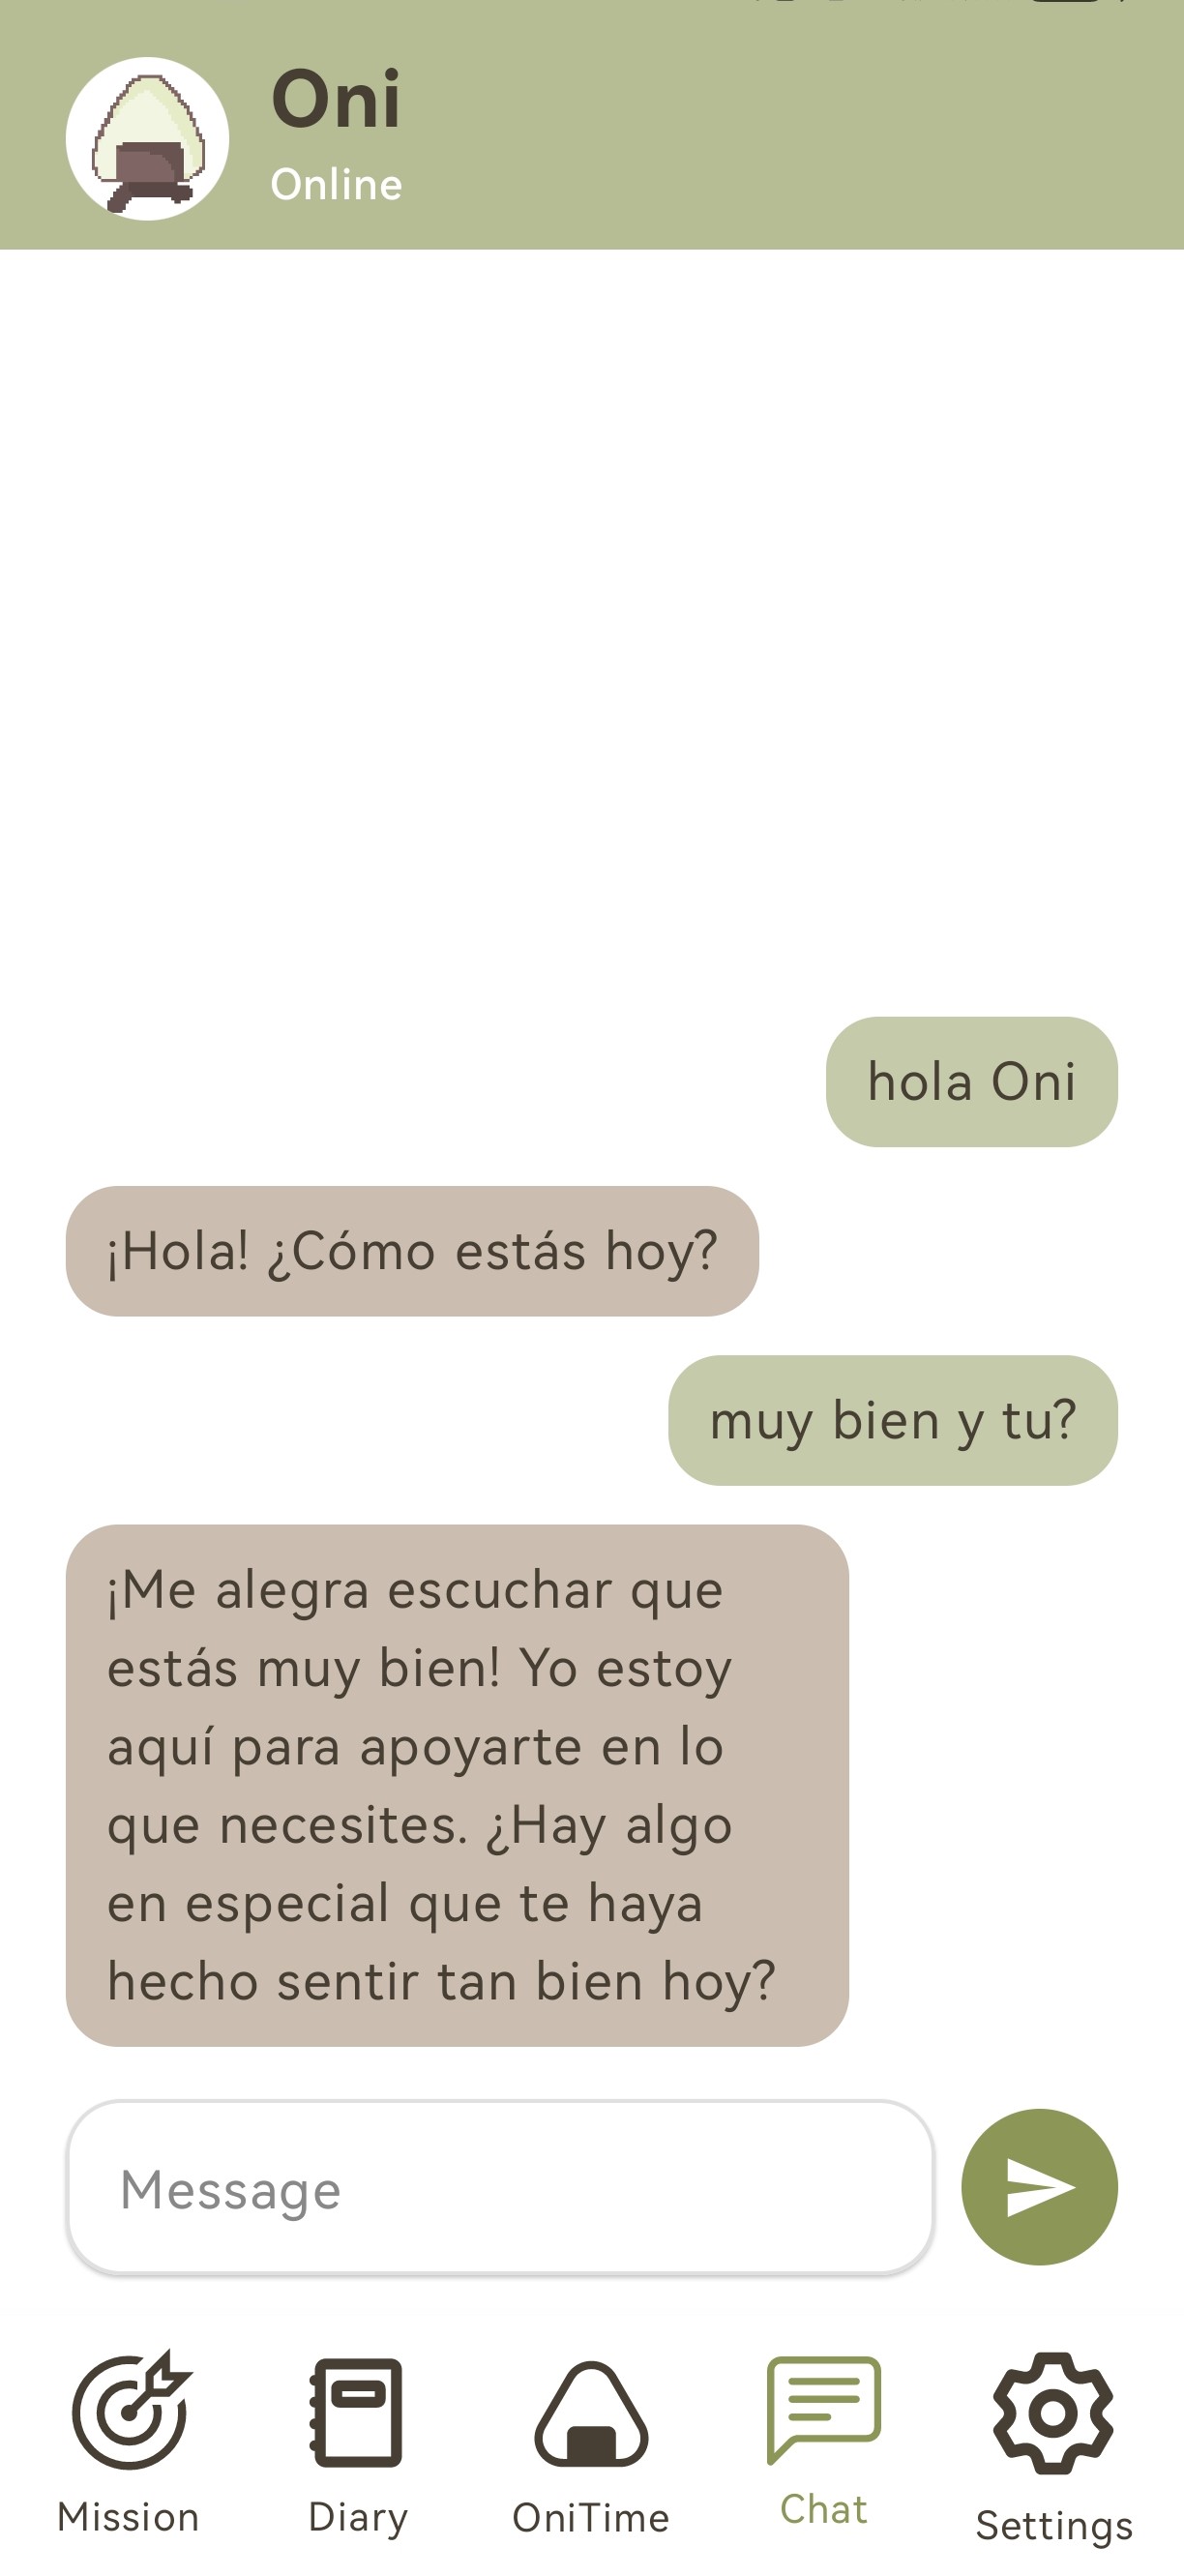 Oni
Online
hola Oni
¡Hola! ¿Cómo estás hoy?
muy bien y tu?
¡Me alegra escuchar que
estás muy bien! Yo estoy
aquí para apoyarte en lo
que necesites. ¿Hay algo
en especial que te haya
hecho sentir tan bien hoy?
Message
Mission
Diary
OniTime
Chat
Settings